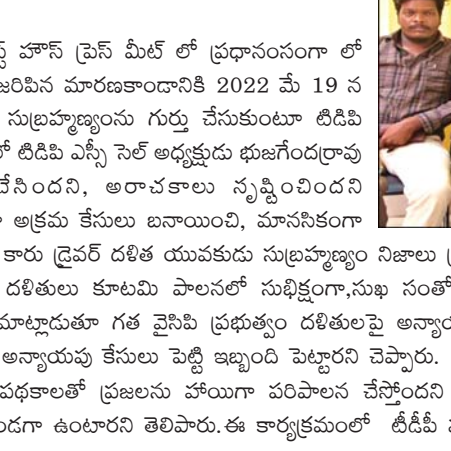 హౌస్ ప్రెస్ మీట్ లో ప్రధానంసంగా లో
జరిపిన మారణకాండానికి 2022 మే 19 న
సుబ్రహ్మణ్యంను గుర్తు చేసుకుంటూ టిడిపి
లో టిడిపి ఎస్సీ సెల్ అధ్యక్షుడు భుజగేంద్రరావు
చేసిందని, అరాచకాలు నృష్టించిందని
అక్రమ కేసులు బనాయించి, మానసికంగా
కారు డ్రైవర్ దళిత యువకుడు సుబ్రహ్మణ్యం నిజాలు
దళితులు కూటమి పాలనలో సుభిక్షంగా,సుఖ
మాట్లాడుతూ గత వైసిపి ప్రభుత్వం దళితులపై
అన్యాయపు కేసులు పెట్టి ఇబ్బంది పెట్టారని చెప్పారు.
పథకాలతో ప్రజలను హాయిగా పరిపాలన చేస్తోందని
ఉంటారని తెలిపారు.ఈ కార్యక్రమంలో టీడీపీ